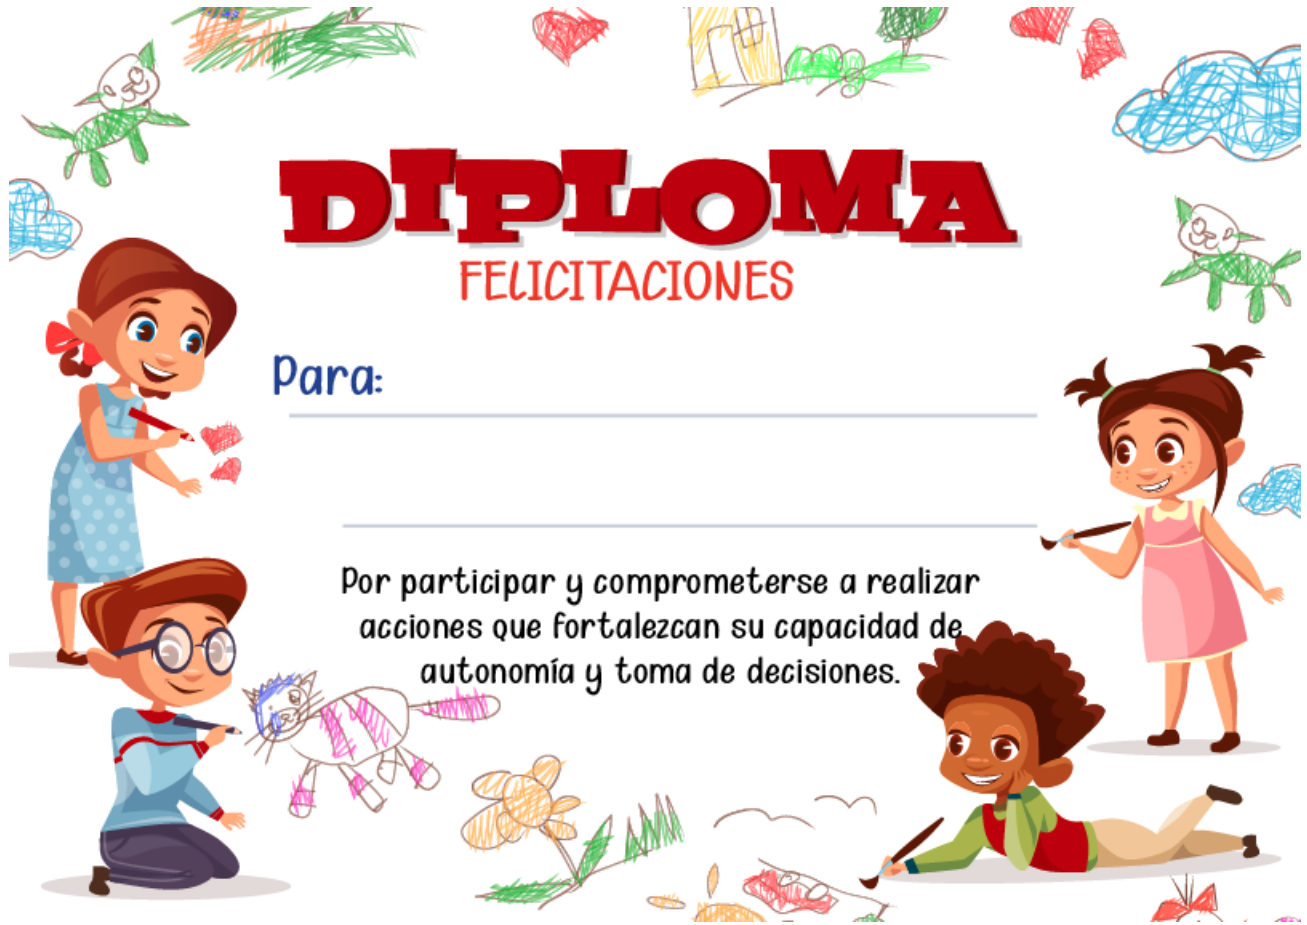 DIPLOMA
FELICITACIONES
Para:
Por participar y comprometerse a realizar
acciones que fortalezcan su capacidad de
autonomía y toma de decisiones.